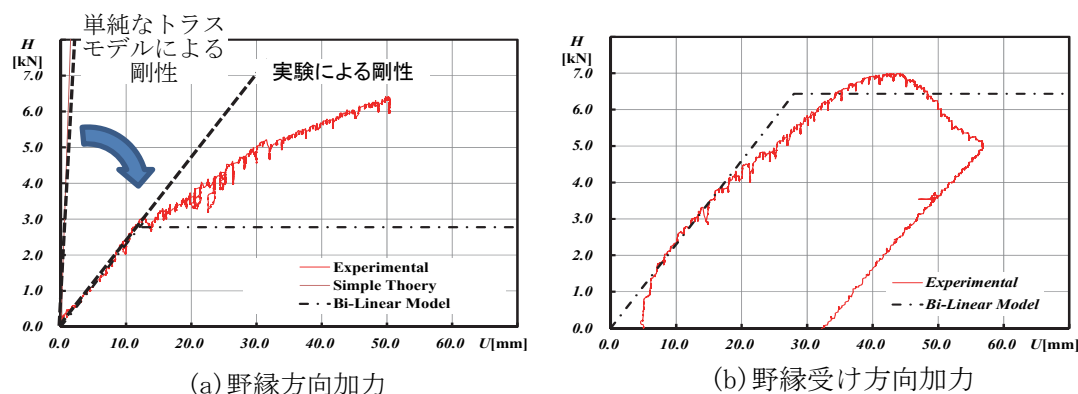 単純なトラス
モデルによる
剛性
H
[kN]
実験による剛性
7.0
6.0
5.0
4.0
3.0
2.0
1.0
0.0
Experimental
Simple Thoery
Bi-Linear Model
0.0 10.0 20.0 30.0 40.0 50.0 60.0 U[mm]
(a)野縁方向加力
H
[kN]
7.0
6.0
5.0
4.0
3.0
2.0
1.0
0.0
Experimental
Bi-Linear Model
0.0 10.0 20.0 30.0 40.0 50.0 60.0 U[mm]
(b)野縁受け方向加力